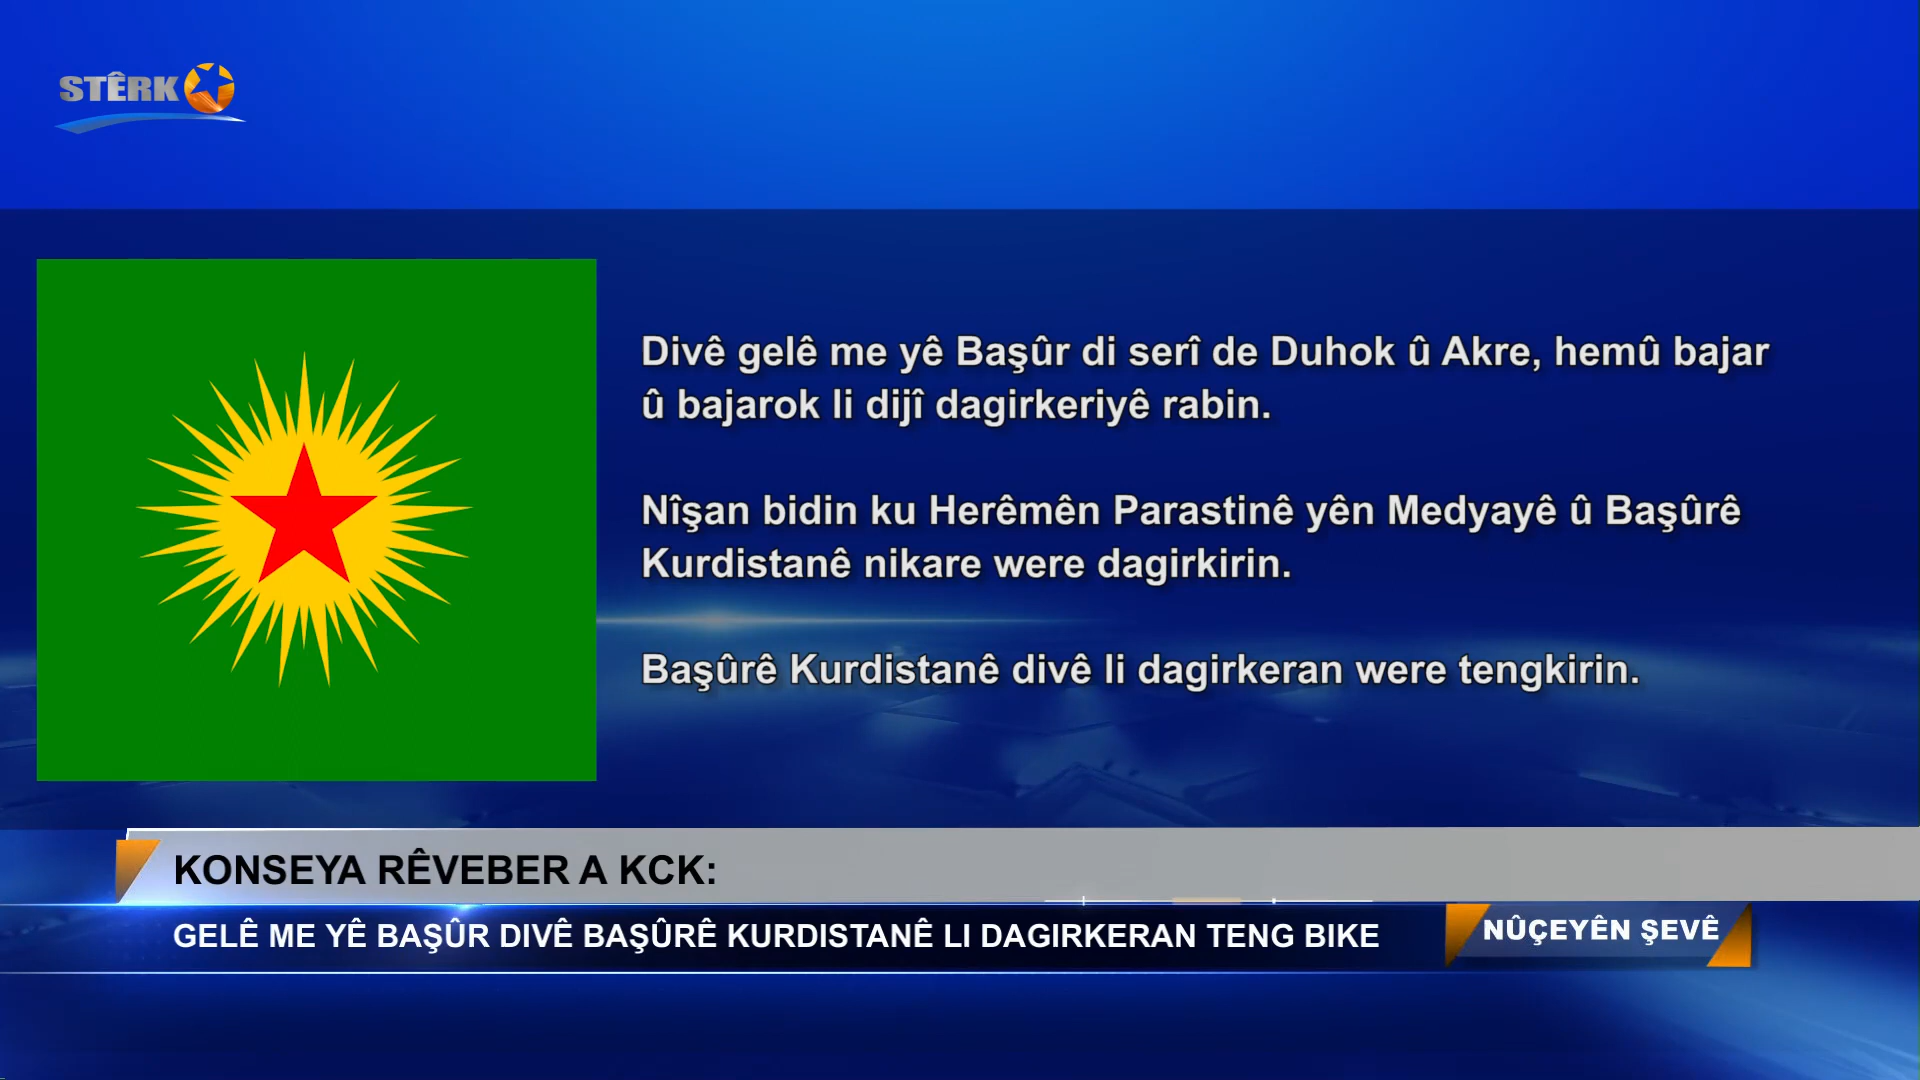 STÊRK
Divê gelê me yê Başûr di serî de Duhok û Akre, hemû bajar
û bajarok li dijî dagirkeriyê rabin.
Nîşan bidin ku Herêmên Parastinê yên Medyayê û Başûrê
Kurdistanê nikare were dagirkirin.
Başûrê Kurdistanê divê li dagirkeran were tengkirin.
KONSEYA RÊVEBER A KCK:
GELÊ ME YÊ BAŞÛR DIVÊ BAŞÛRÊ KURDISTANÊ LI DAGIRKERAN TENG BIKE
NÛÇEYÊN ŞEVÊ